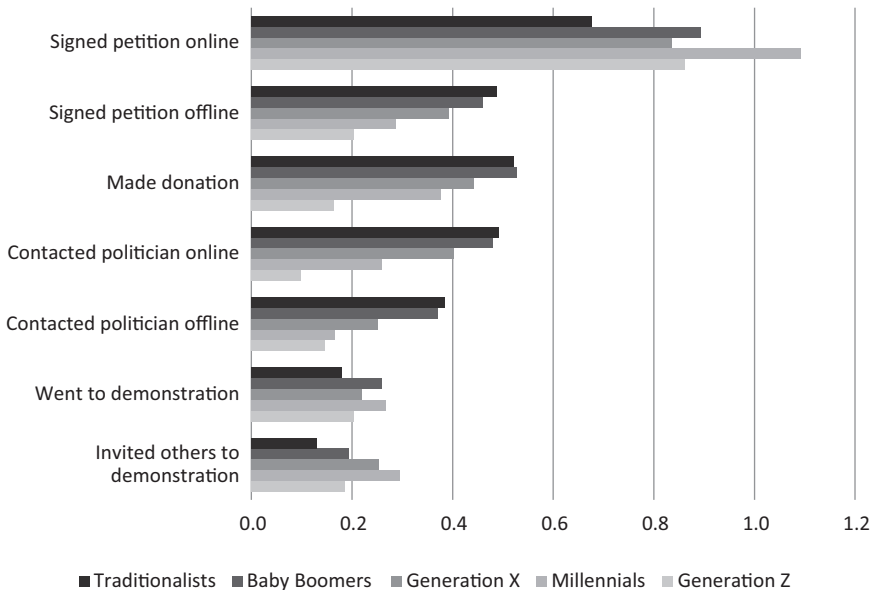 Signed petition online
Signed petition offline
Made donation
Contacted politician online
Contacted politician offline
Went to demonstration
Invited others to
demonstration
0.0 0.2 0.4 0.6 0.8 1.0 1.2
Traditionalists Baby Boomers Generation X Millennials Generation Z